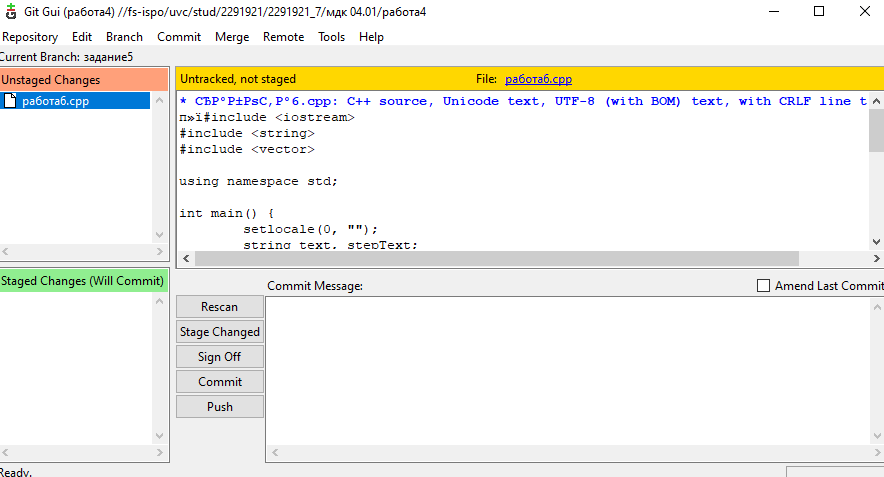 Git Gui (работа4) //fs-ispo/uvc/stud/2291921/2291921_7/мдк 04.01/работа4
Repository Edit Branch Commit Merge Remote Tools Help
Current Branch: задание5
Unstaged Changes
работа6.cpp
Untracked, not staged File: работа6.cpp
* СЂР°Р±РѕС‚Р°6.cpp: C++ source, Unicode text, UTF-8 (with BOM) text, with CRLF line t
п»ї#include <iostream>
#include <string>
#include <vector>
using namespace std;
int main() {
setlocale(0, "");
string text, stepText;
Staged Changes (Will Commit)
Commit Message:
Amend Last Commit
Rescan
Stage Changed
Sign Off
Commit
Push
Ready.